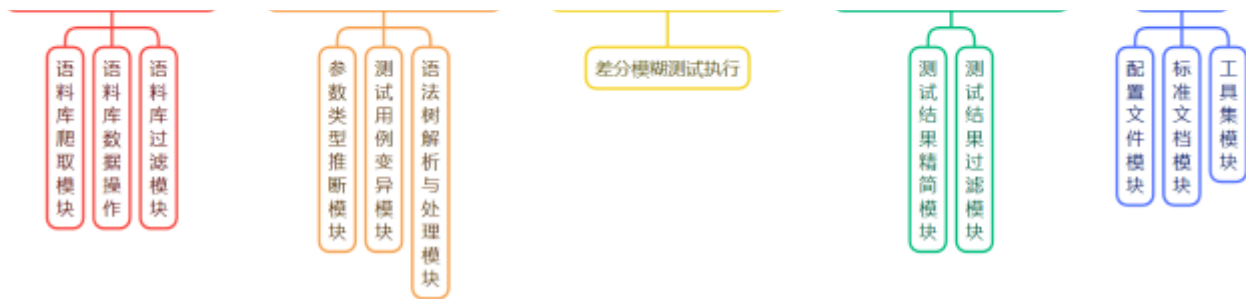 语料库爬取模块
语料库数据操作
语料库过滤模块
参数类型推断模块
测试用例变异模块
语法树解析与处理模块
差分模糊测试执行
测试结果精简模块
测试结果过滤模块
配置文件模块
标准文档模块
工具集模块